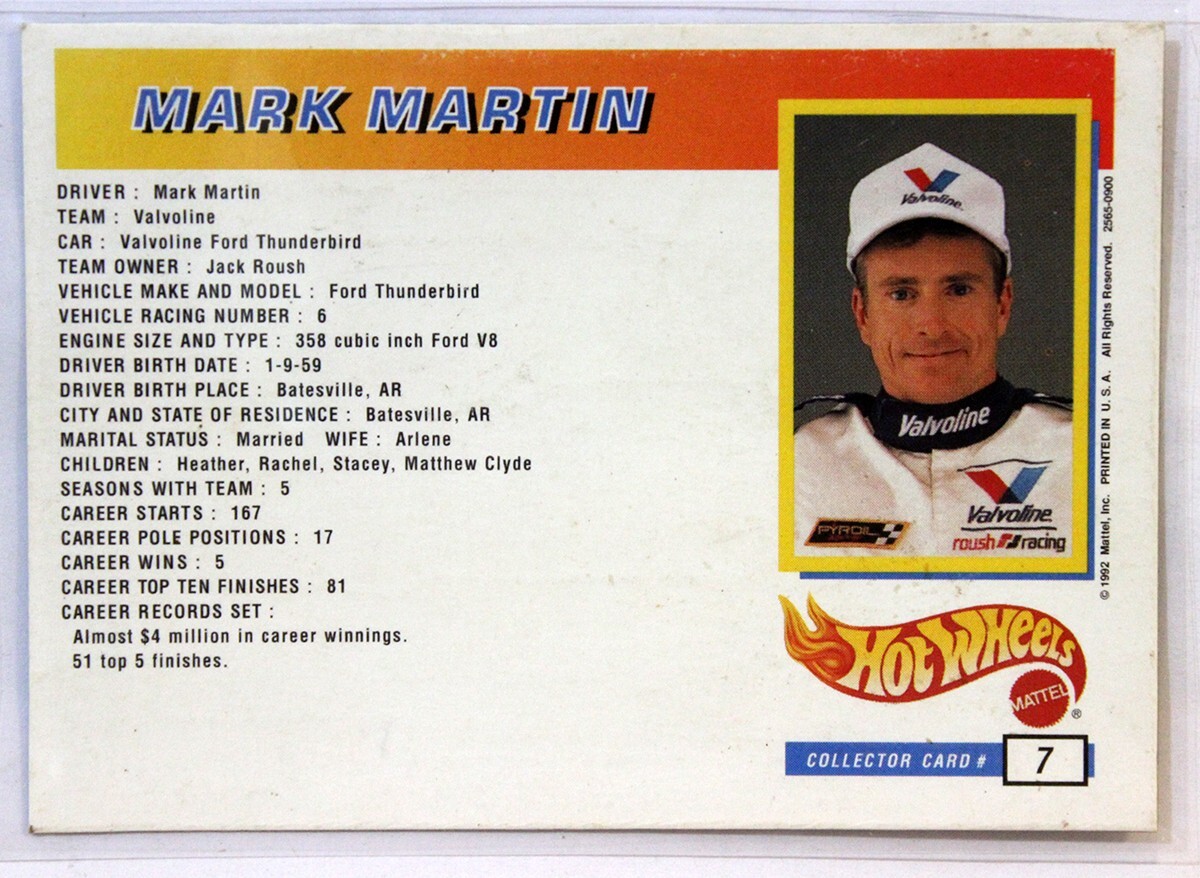 MARK MARTIN
DRIVER : Mark Martin
TEAM : Valvoline
CAR : Valvoline Ford Thunderbird
TEAM OWNER : Jack Roush
VEHICLE MAKE AND MODEL : Ford Thunderbird
VEHICLE RACING NUMBER : 6
ENGINE SIZE AND TYPE : 358 cubic inch Ford V8
DRIVER BIRTH DATE : 1-9-59
DRIVER BIRTH PLACE : Batesville, AR
CITY AND STATE OF RESIDENCE : Batesville, AR
MARITAL STATUS : Married WIFE : Arlene
CHILDREN : Heather, Rachel, Stacey, Matthew Clyde
SEASONS WITH TEAM : 5
CAREER STARTS : 167
CAREER POLE POSITIONS : 17
CAREER WINS : 5
CAREER TOP TEN FINISHES : 81
CAREER RECORDS SET :
Almost $4 million in career winnings.
51 top 5 finishes.
Valvoline
Valvoline
Valvoline
PYROIL
roush racing
© 1992 Mattel, Inc. PRINTED IN U. S. A. All Rights Reserved. 2565-0900
HOT WHEELS
MATTEL
®
COLLECTOR CARD # 7